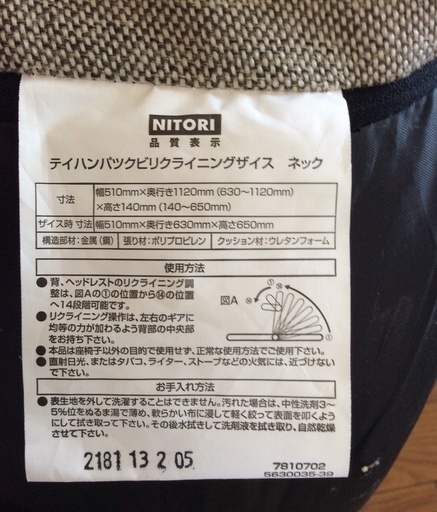 NITORI
品質表示
テイハンパツクビリクライニングザイス ネック
寸法
幅510mm×奥行き1120mm (630～1120mm)
×高さ140mm (140～650mm)
ザイス時 寸法 幅510mm×奥行き630mm×高さ650mm
構造部材:金属(鋼) 張り材:ポリプロピレン クッション材:ウレタンフォーム
使用方法
●背、ヘッドレストのリクライニング調
整は、図Aの①の位置から⑭の位置
へ14段階可能です。
●リクライニング操作は、左右のギアに
均等の力が加わるよう背部の中央部
をお持ち下さい。
図A
⑭
①
⑭
①
●本品は座椅子以外の目的で使用せず、正常な使用方法でご使用下さい。
●直射日光、またはタバコ、ライター、ストーブなどの火気には、近づけない
で下さい。
お手入れ方法
●表生地を外して洗濯することはできません。汚れた場合は、中性洗剤3～
5%位をぬるま湯で薄め、軟らかい布に浸して軽く絞って表面を叩くよう
にして拭き取って下さい。その後水拭きして洗剤液を拭き取り、自然乾燥
させて下さい。
2181 13 2 05
7810702
5630035-39